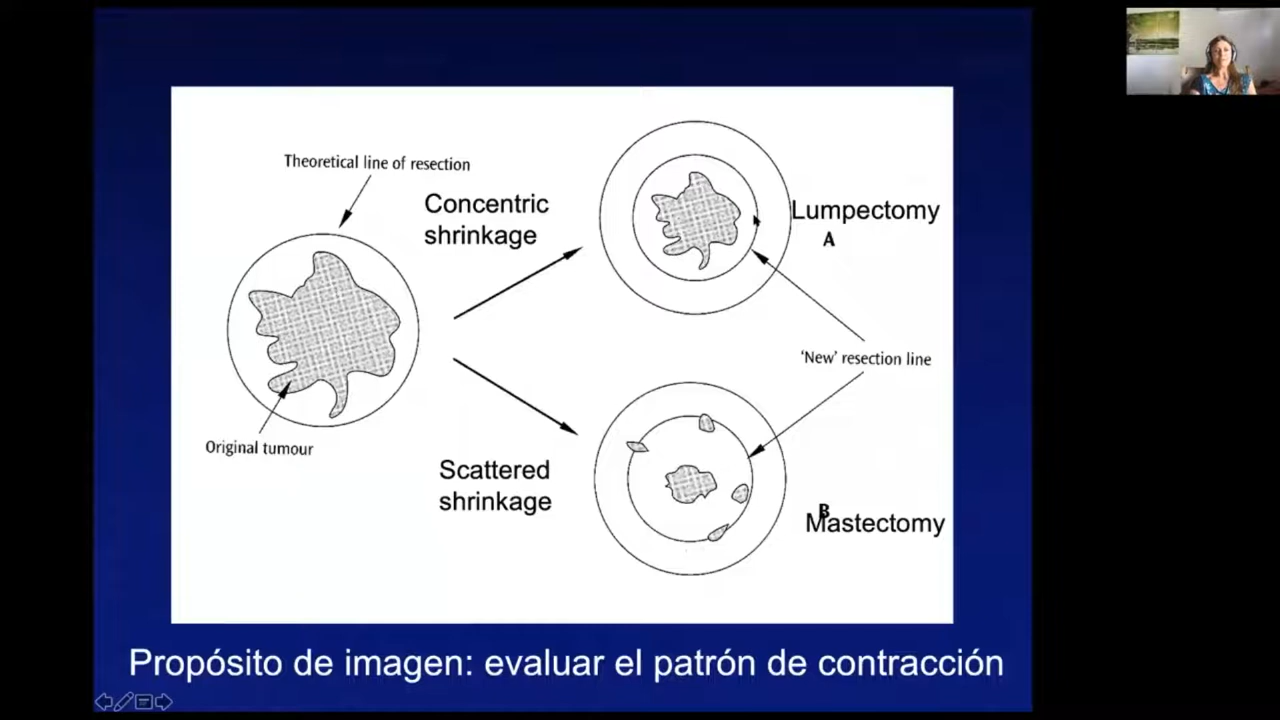 Theoretical line of resection
Concentric
shrinkage
Lumpectomy
A
'New' resection line
Original tumour
Scattered
shrinkage
B
Mastectomy
Propósito de imagen: evaluar el patrón de contracción